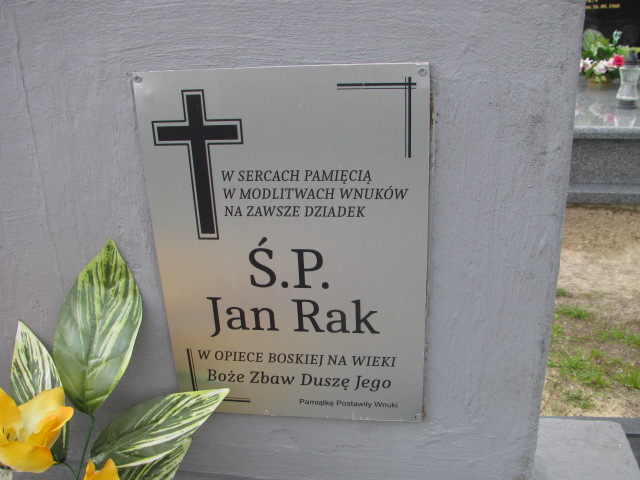 W SERCACH PAMIĘCIĄ
W MODLITWACH WNUKÓW
NA ZAWSZE DZIADEK
Ś.P.
Jan Rak
W OPIECE BOSKIEJ NA WIEKI
Boże Zbaw Duszę Jego
Pamiątkę Postawiły Wnuki